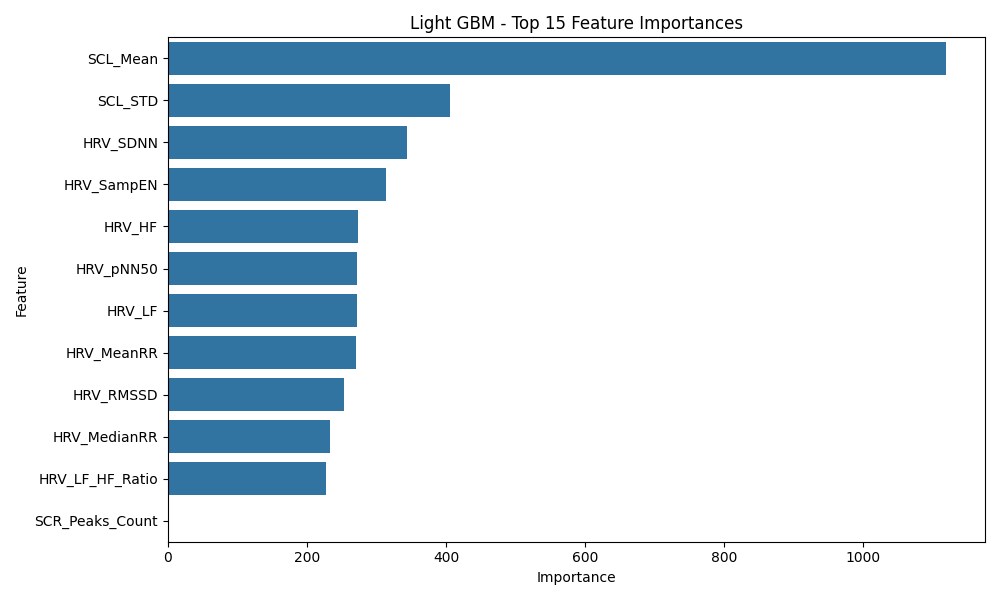 Light GBM - Top 15 Feature Importances
SCL_Mean
SCL_STD
HRV_SDNN
HRV_SampEN
HRV_HF
HRV_pNN50
HRV_LF
HRV_MeanRR
HRV_RMSSD
HRV_MedianRR
HRV_LF_HF_Ratio
SCR_Peaks_Count
Feature
0 200 400 600 800 1000
Importance